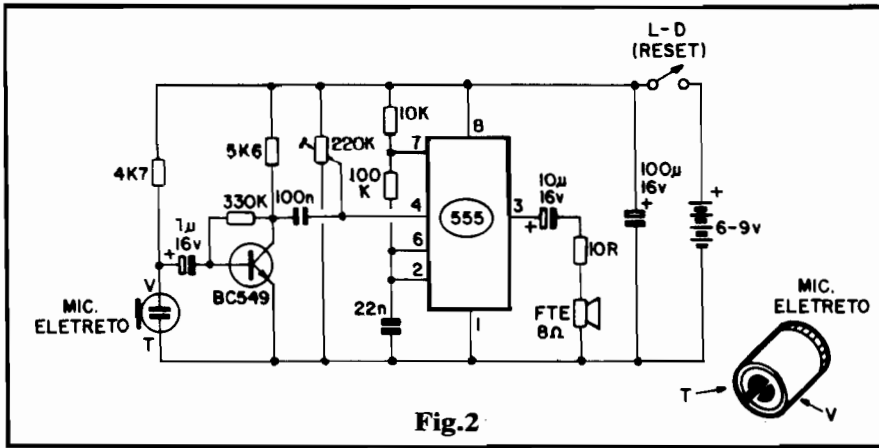 L-D
(RESET)
10K
8
7
5K6
220K
4K7
100
K
100μ
16v
+
10μ
16v
330K
100n
4
3
555
+
6-9v
1μ
16v
+
6
10R
2
BC549
V
MIC.
ELETRETO
T
22n
FTE
8Ω
1
MIC.
ELETRETO
T
V
Fig.2